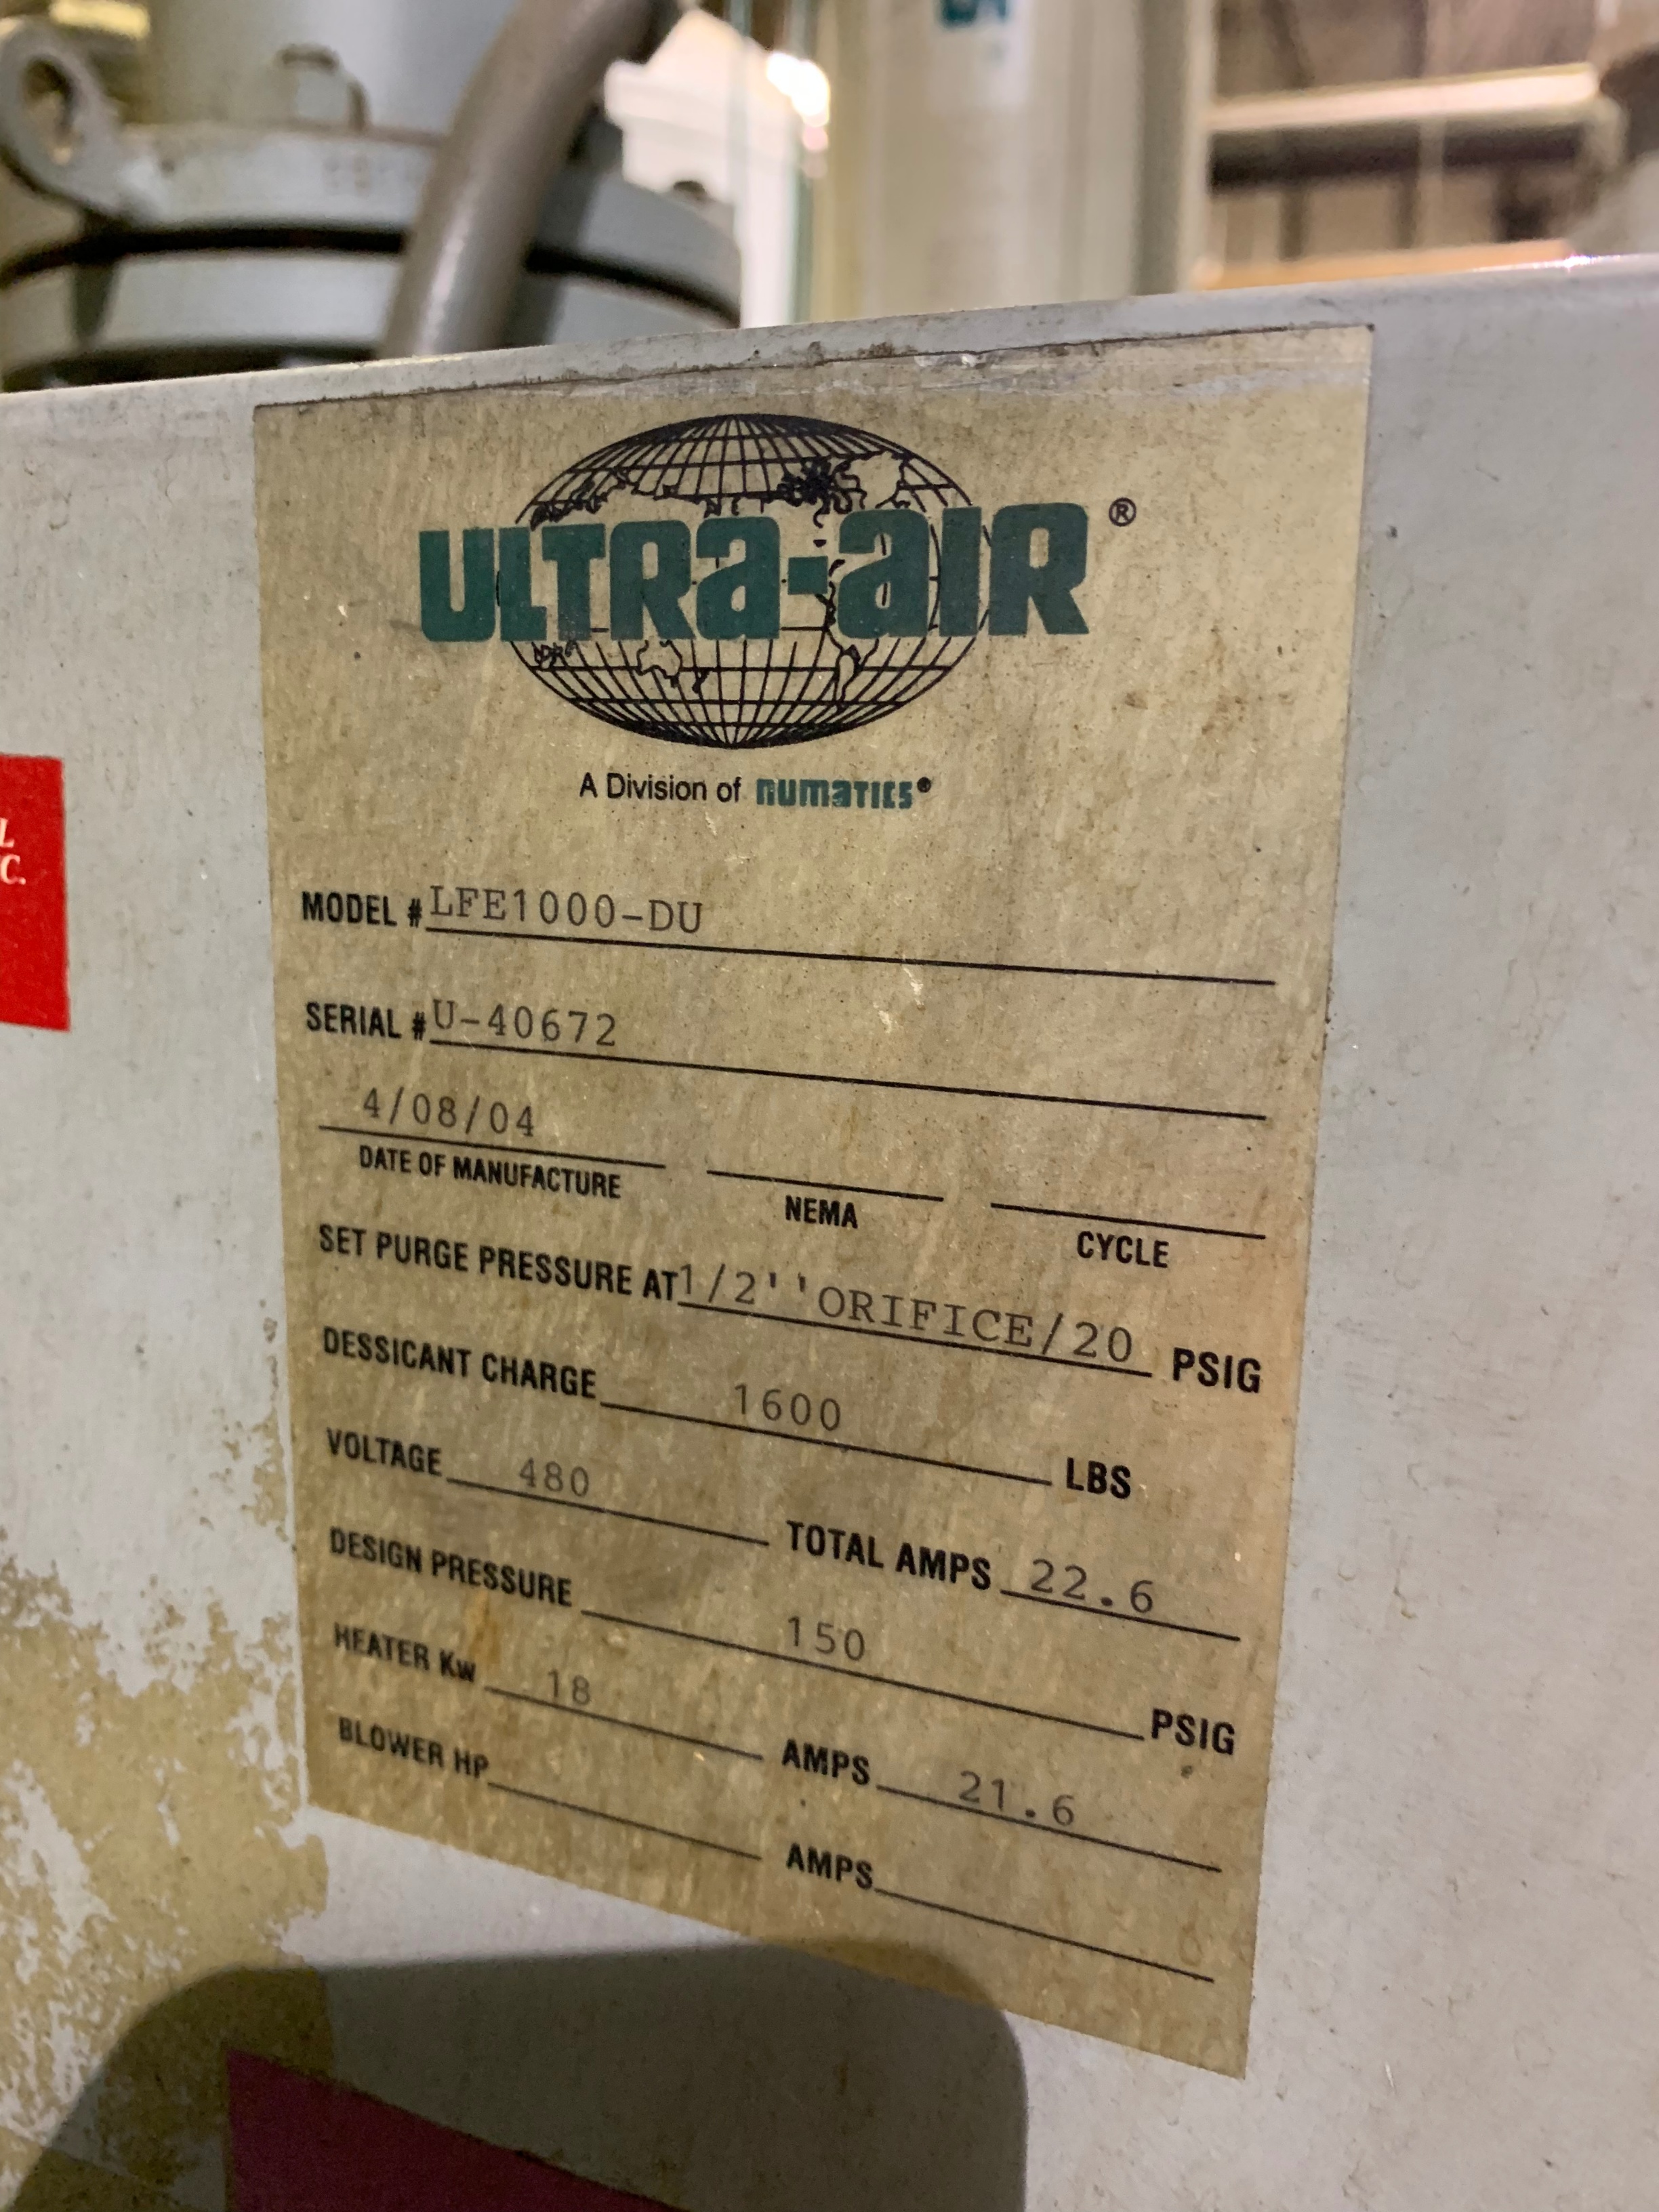 ULTRA-AIR®
A Division of numatics®
L
C.
MODEL # LFE1000-DU
SERIAL # U-40672
4/08/04
DATE OF MANUFACTURE NEMA CYCLE
SET PURGE PRESSURE AT 1/2''ORIFICE/20 PSIG
DESSICANT CHARGE 1600 LBS
VOLTAGE 480 TOTAL AMPS 22.6
DESIGN PRESSURE 150 PSIG
HEATER Kw 18 AMPS 21.6
BLOWER HP AMPS